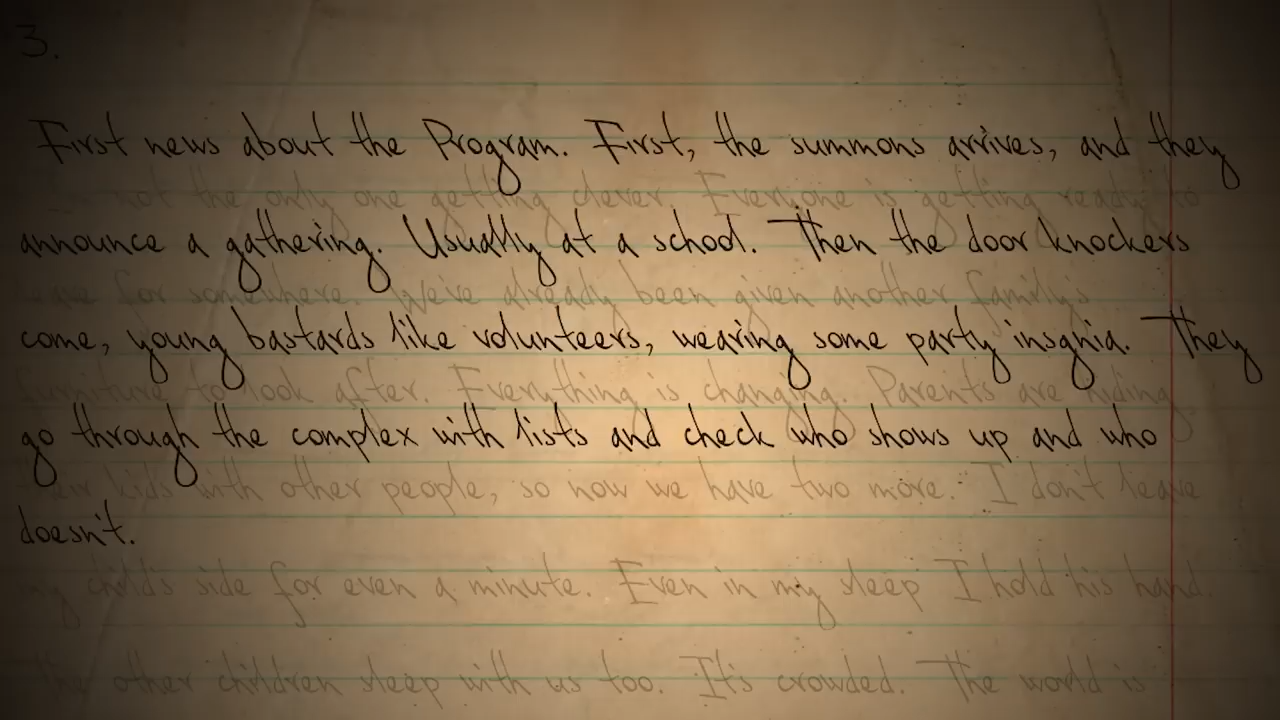 3.
First news about the Program. First, the summons arrives, and they
not the only one getting clever. Everyone is getting ready to
announce a gathering. Usually at a school. Then the door knockers
for somewhere. We've already been given another family's
come, young bastards like volunteers, wearing some party insgnia. They
furniture to look after. Everything is changing. Parents are hiding
go through the complex with lists and check who shows up and who
their kids with other people, so now we have two more. I don't leave
doesn't.
my child's side for even a minute. Even in my sleep I hold his hand.
The other children sleep with us too. It's crowded. The world is